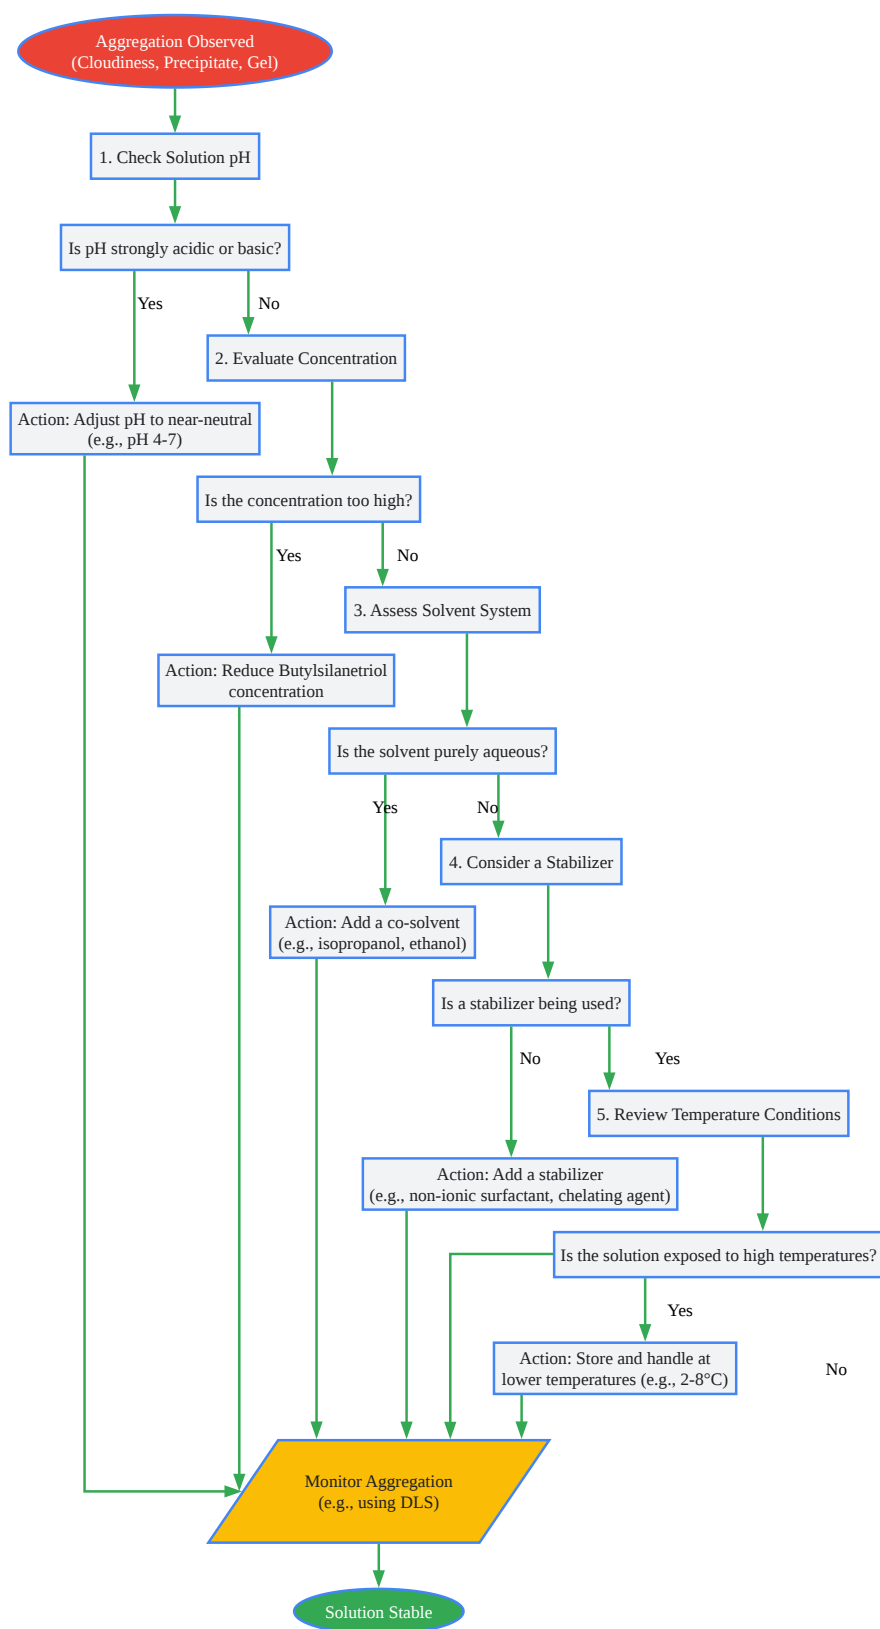 Aggregation Observed
(Cloudiness, Precipitate, Gel)
1. Check Solution pH
Is pH strongly acidic or basic?
Yes
No
2. Evaluate Concentration
Action: Adjust pH to near-neutral
(e.g., pH 4-7)
Is the concentration too high?
Yes
No
3. Assess Solvent System
Action: Reduce Butylsilanetriol
concentration
Is the solvent purely aqueous?
Yes
No
4. Consider a Stabilizer
Action: Add a co-solvent
(e.g., isopropanol, ethanol)
Is a stabilizer being used?
No
Yes
5. Review Temperature Conditions
Action: Add a stabilizer
(e.g., non-ionic surfactant, chelating agent)
Is the solution exposed to high temperatures?
Yes
Action: Store and handle at
lower temperatures (e.g., 2-8°C)
No
Monitor Aggregation
(e.g., using DLS)
Solution Stable